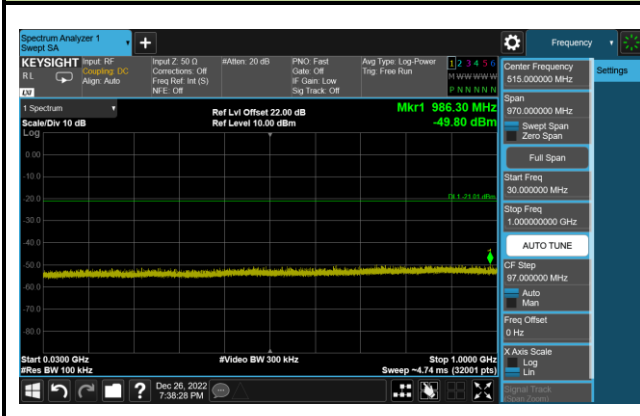 Spectrum Analyzer 1
Swept SA
Frequency
KEYSIGHT
Input: RF
Coupling: DC
Align: Auto
Input Z: 50 Ω
Corrections: Off
Freq Ref: Int (S)
NFE: Off
#Atten: 20 dB
PNO: Fast
Gate: Off
IF Gain: Low
Sig Track: Off
Avg Type: Log-Power
Trig: Free Run
1 2 3 4 5 6
M W W W W W
P N N N N N
RL
LXI
1 Spectrum
Scale/Div 10 dB
Log
Ref Lvl Offset 22.00 dB
Ref Level 10.00 dBm
Mkr1 986.30 MHz
-49.80 dBm
0.00
-10.0
-20.0
-30.0
-40.0
-50.0
-60.0
-70.0
-80.0
DL1 -21.01 dBm
1
Start 0.0300 GHz
#Res BW 100 kHz
#Video BW 300 kHz
Stop 1.0000 GHz
Sweep ~4.74 ms (32001 pts)
Center Frequency
515.000000 MHz
Span
970.000000 MHz
Swept Span
Zero Span
Full Span
Start Freq
30.000000 MHz
Stop Freq
1.000000000 GHz
AUTO TUNE
CF Step
97.000000 MHz
Auto
Man
Freq Offset
0 Hz
X Axis Scale
Log
Lin
Signal Track
(Span Zoom)
Settings
?
Dec 26, 2022
7:38:28 PM